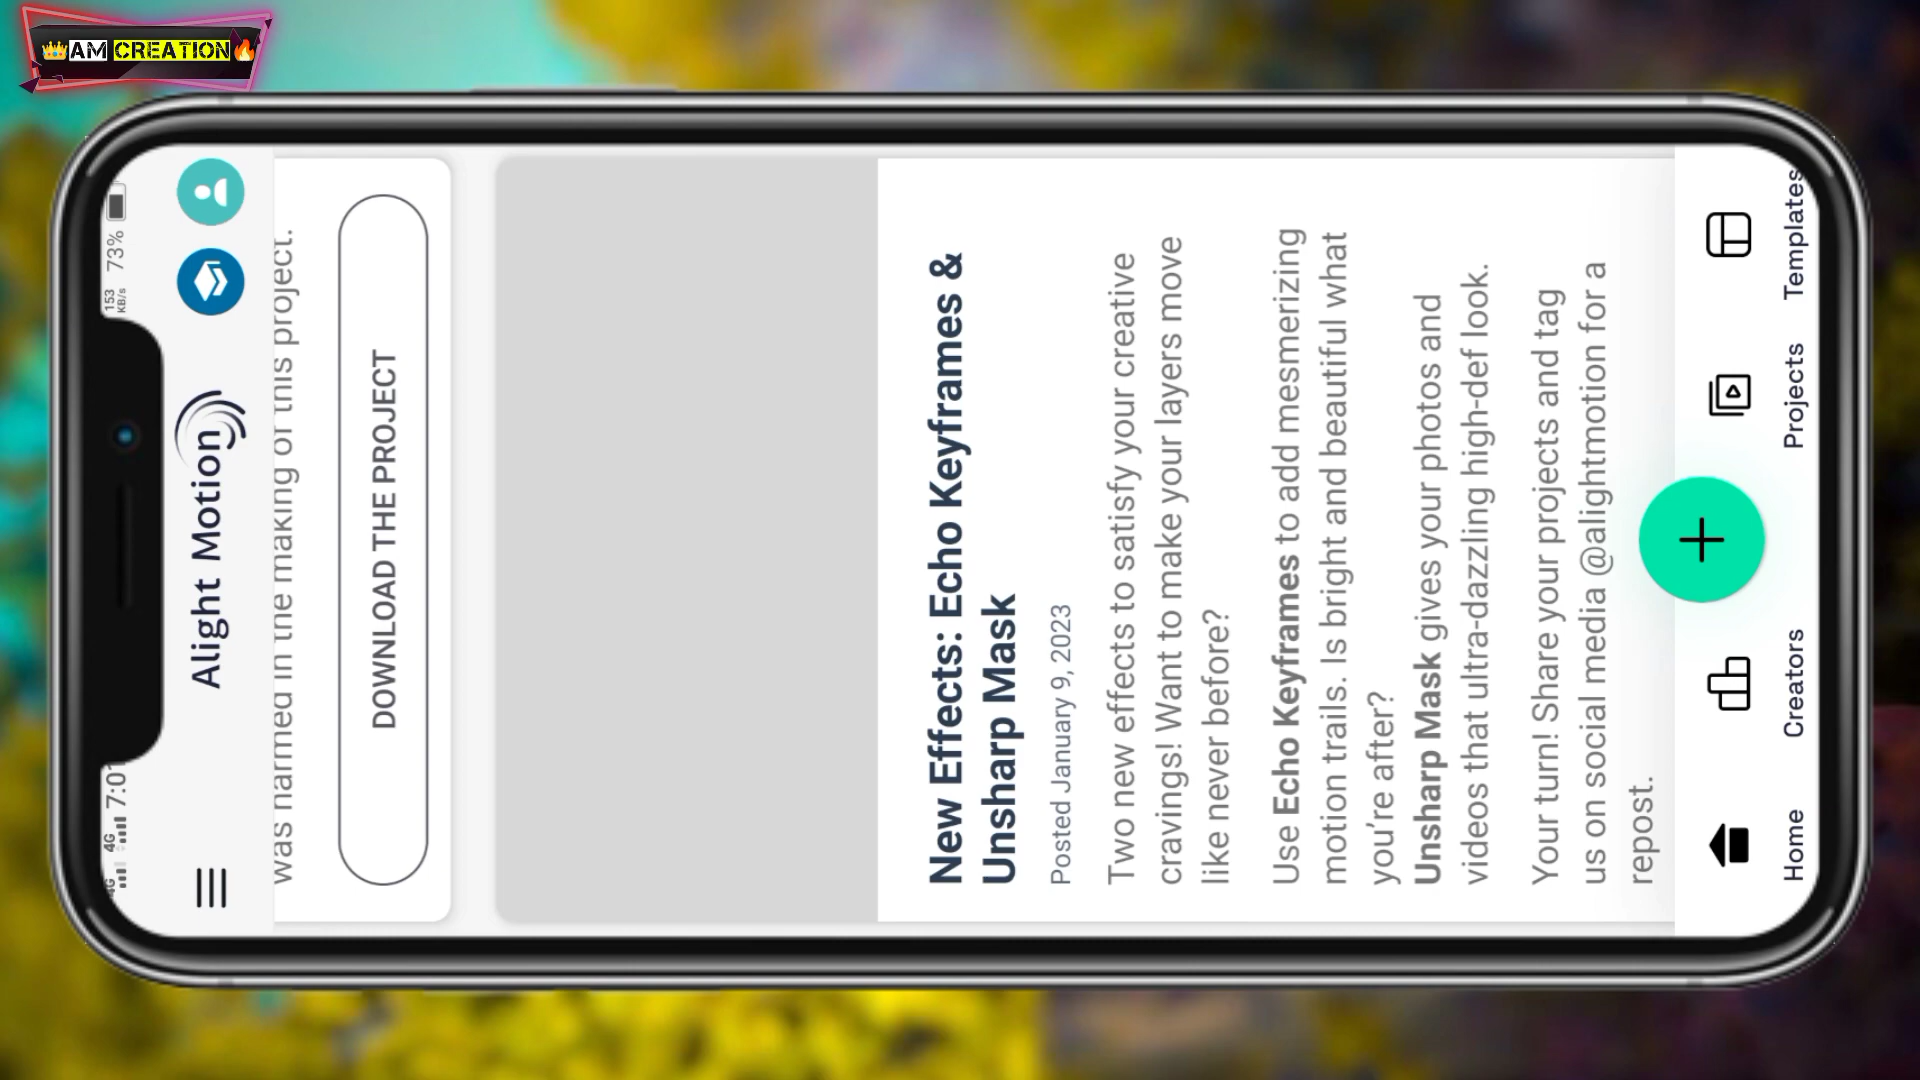 👑AM CREATION🔥
4G 4G 7:01
153 KB/s 73%
Alight Motion
was harmed in the making of this project.
DOWNLOAD THE PROJECT
New Effects: Echo Keyframes &
Unsharp Mask
Posted January 9, 2023
Two new effects to satisfy your creative
cravings! Want to make your layers move
like never before?
Use Echo Keyframes to add mesmerizing
motion trails. Is bright and beautiful what
you're after?
Unsharp Mask gives your photos and
videos that ultra-dazzling high-def look.
Your turn! Share your projects and tag
us on social media @alightmotion for a
repost.
Home
Creators
Projects
Templates